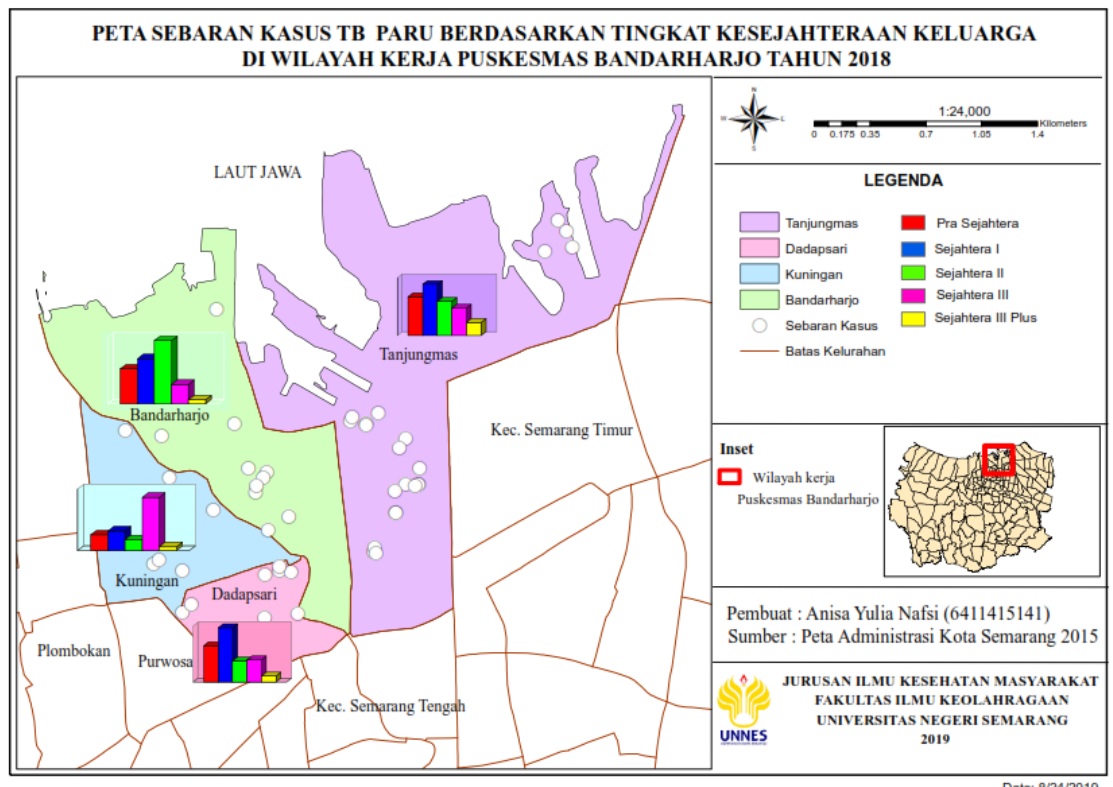 PETA SEBARAN KASUS TB PARU BERDASARKAN TINGKAT KESEJAHTERAAN KELUARGA
DI WILAYAH KERJA PUSKESMAS BANDARHARJO TAHUN 2018
LAUT JAWA
Tanjungmas
Bandarharjo
Kec. Semarang Timur
Kuningan
Dadapsari
Plombokan
Purwosa
Kec. Semarang Tengah
N
W
L
S
1:24,000
Kilometers
0 0.175 0.35 0.7 1.05 1.4
LEGENDA
Tanjungmas
Dadapsari
Kuningan
Bandarharjo
Sebaran Kasus
Batas Kelurahan
Pra Sejahtera
Sejahtera I
Sejahtera II
Sejahtera III
Sejahtera III Plus
Inset
Wilayah kerja
Puskesmas Bandarharjo
Pembuat : Anisa Yulia Nafsi (6411415141)
Sumber : Peta Administrasi Kota Semarang 2015
UNNES
JURUSAN ILMU KESEHATAN MASYARAKAT
FAKULTAS ILMU KEOLAHRAGAAN
UNIVERSITAS NEGERI SEMARANG
2019